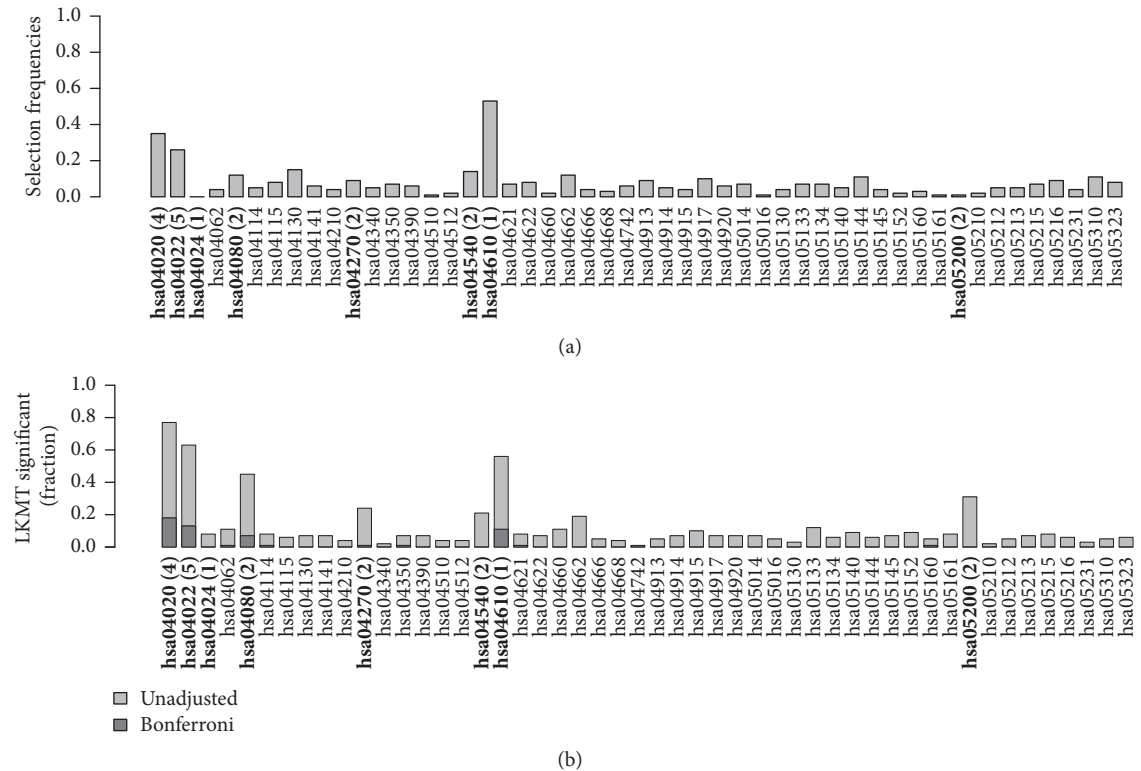 1.0
0.8
0.6
0.4
0.2
0.0
Selection frequencies
hsa04020 (4)
hsa04022 (5)
hsa04024 (1)
hsa04062
hsa04080 (2)
hsa04114
hsa04115
hsa04130
hsa04141
hsa04210
hsa04270 (2)
hsa04340
hsa04350
hsa04390
hsa04510
hsa04512
hsa04540 (2)
hsa04610 (1)
hsa04621
hsa04622
hsa04660
hsa04662
hsa04666
hsa04668
hsa04742
hsa04913
hsa04914
hsa04915
hsa04917
hsa04920
hsa05014
hsa05016
hsa05130
hsa05133
hsa05134
hsa05140
hsa05144
hsa05145
hsa05152
hsa05160
hsa05161
hsa05200 (2)
hsa05210
hsa05212
hsa05213
hsa05215
hsa05216
hsa05231
hsa05310
hsa05323
(a)
1.0
0.8
0.6
0.4
0.2
0.0
LKMT significant
(fraction)
hsa04020 (4)
hsa04022 (5)
hsa04024 (1)
hsa04062
hsa04080 (2)
hsa04114
hsa04115
hsa04130
hsa04141
hsa04210
hsa04270 (2)
hsa04340
hsa04350
hsa04390
hsa04510
hsa04512
hsa04540 (2)
hsa04610 (1)
hsa04621
hsa04622
hsa04660
hsa04662
hsa04666
hsa04668
hsa04742
hsa04913
hsa04914
hsa04915
hsa04917
hsa04920
hsa05014
hsa05016
hsa05130
hsa05133
hsa05134
hsa05140
hsa05144
hsa05145
hsa05152
hsa05160
hsa05161
hsa05200 (2)
hsa05210
hsa05212
hsa05213
hsa05215
hsa05216
hsa05231
hsa05310
hsa05323
Unadjusted
Bonferroni
(b)